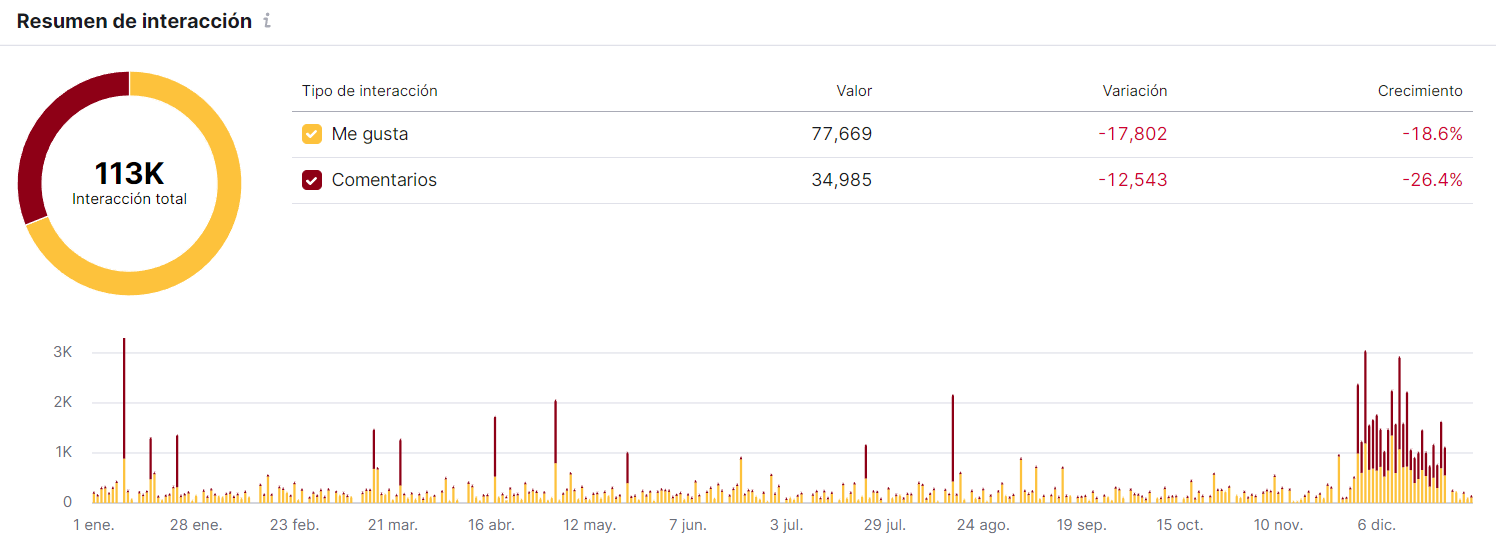 Resumen de interacción i
113K
Interacción total
Tipo de interacción Valor Variación Crecimiento
Me gusta 77,669 -17,802 -18.6%
Comentarios 34,985 -12,543 -26.4%
3K
2K
1K
0
1 ene. 28 ene. 23 feb. 21 mar. 16 abr. 12 may. 7 jun. 3 jul. 29 jul. 24 ago. 19 sep. 15 oct. 10 nov. 6 dic.